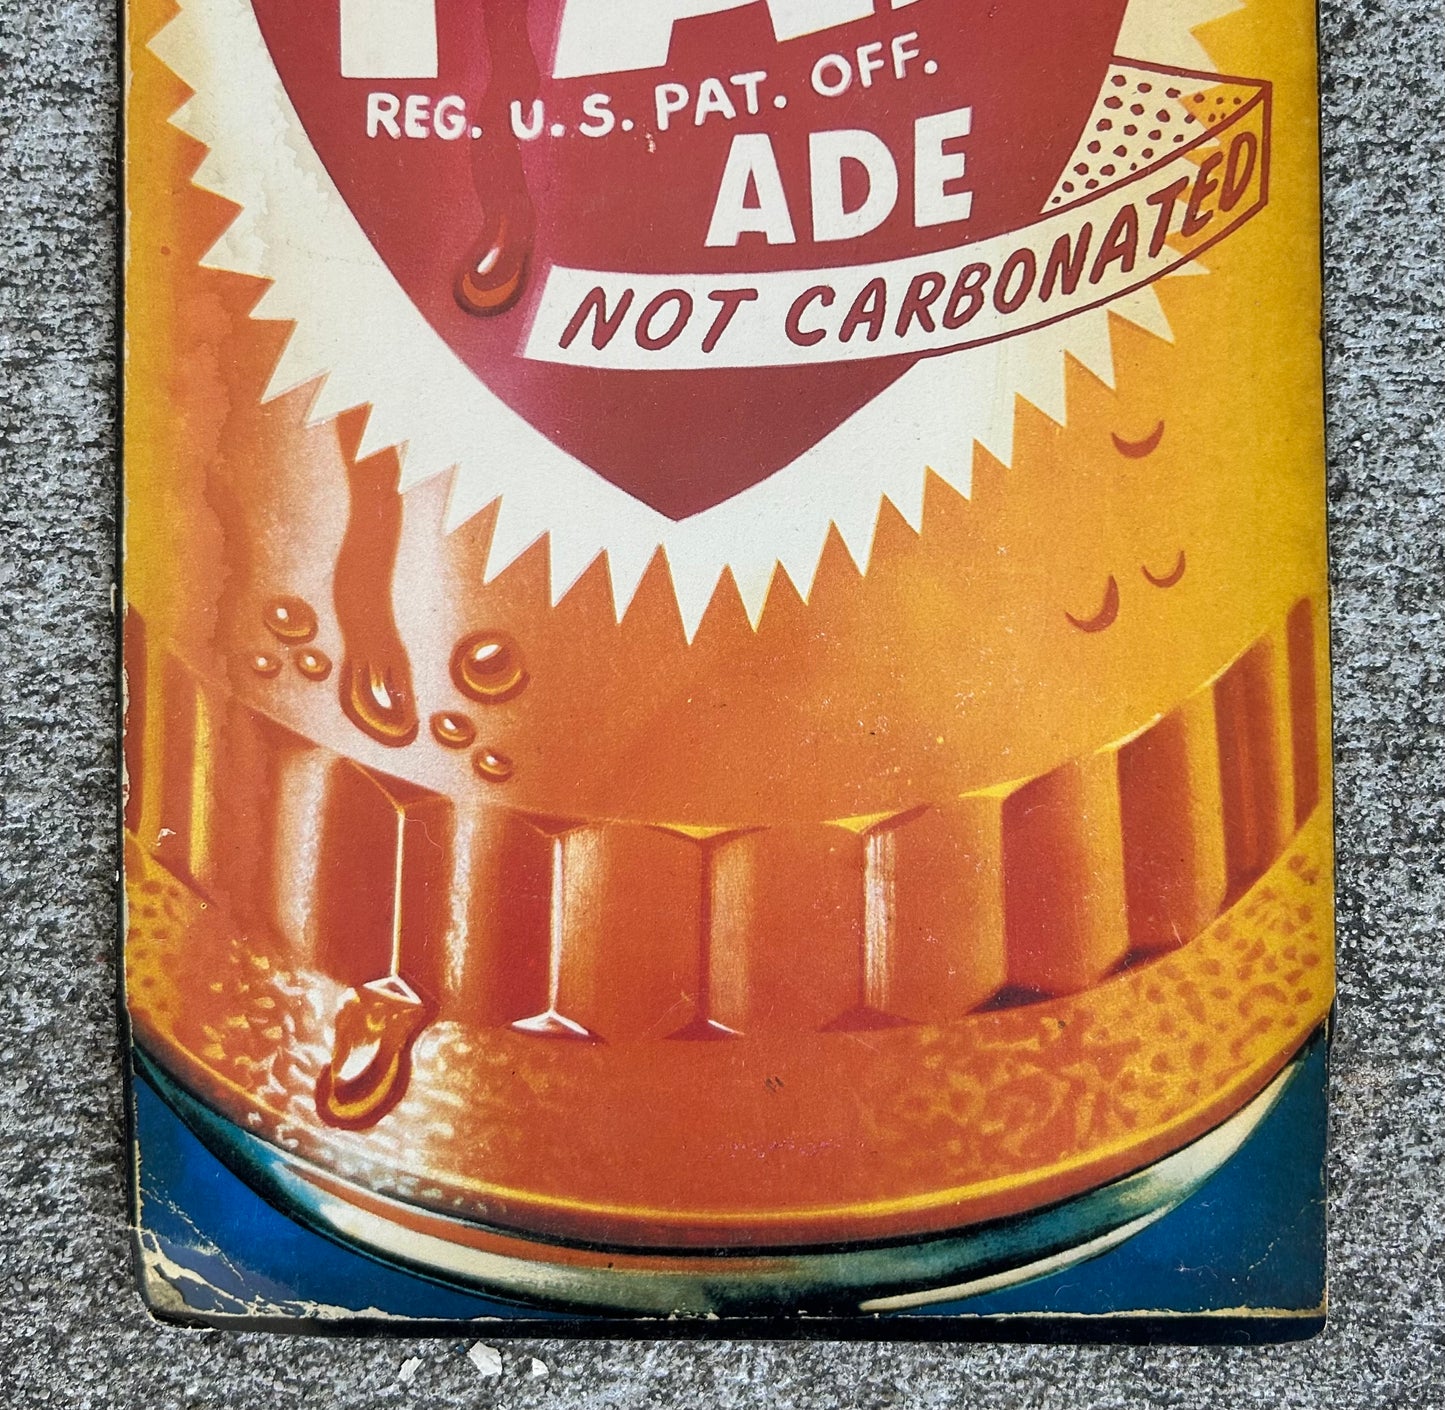 REG. U.S. PAT. OFF.
ADE
NOT CARBONATED